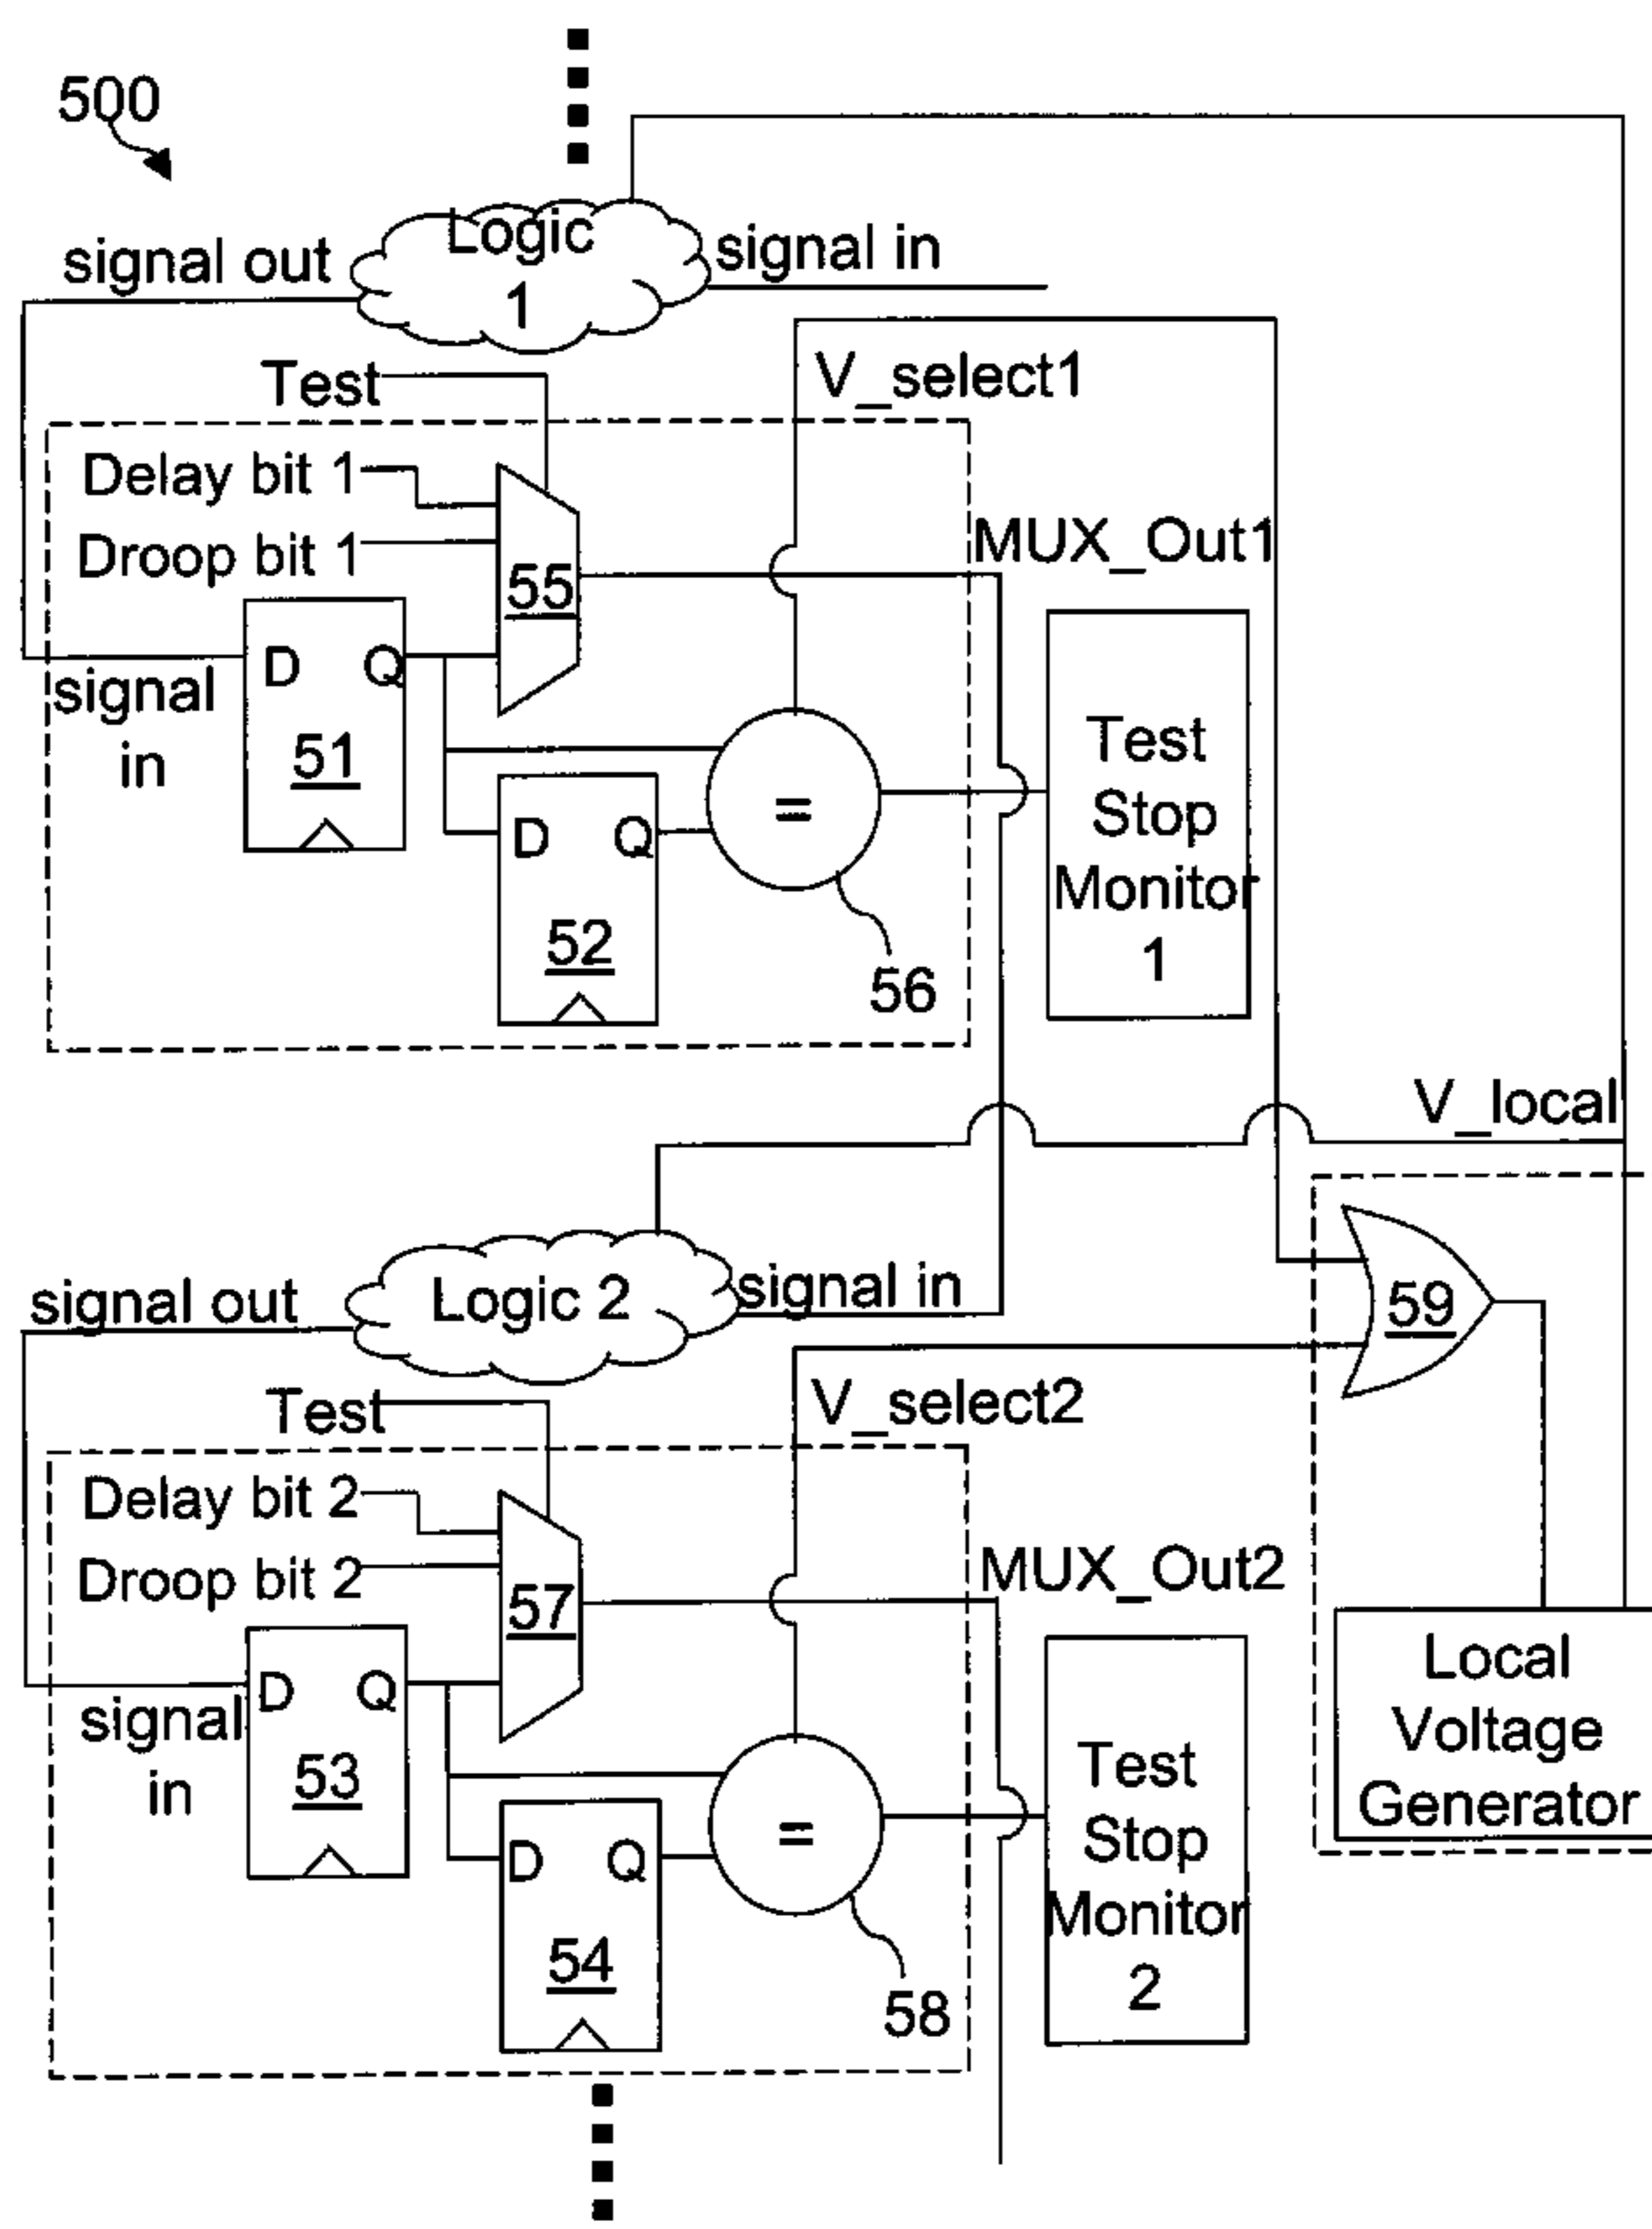 500
Logic
1
signal out
signal in
Test
V_select1
Delay bit 1
Droop bit 1
55
MUX_Out1
D
Q
signal
in
51
=
Test
Stop
Monitor
1
D
Q
52
56
V_local
Logic 2
signal out
signal in
59
Test
V_select2
Delay bit 2
Droop bit 2
57
MUX_Out2
D
Q
signal
in
53
=
Test
Stop
Monitor
2
Local
Voltage
Generator
D
Q
54
58